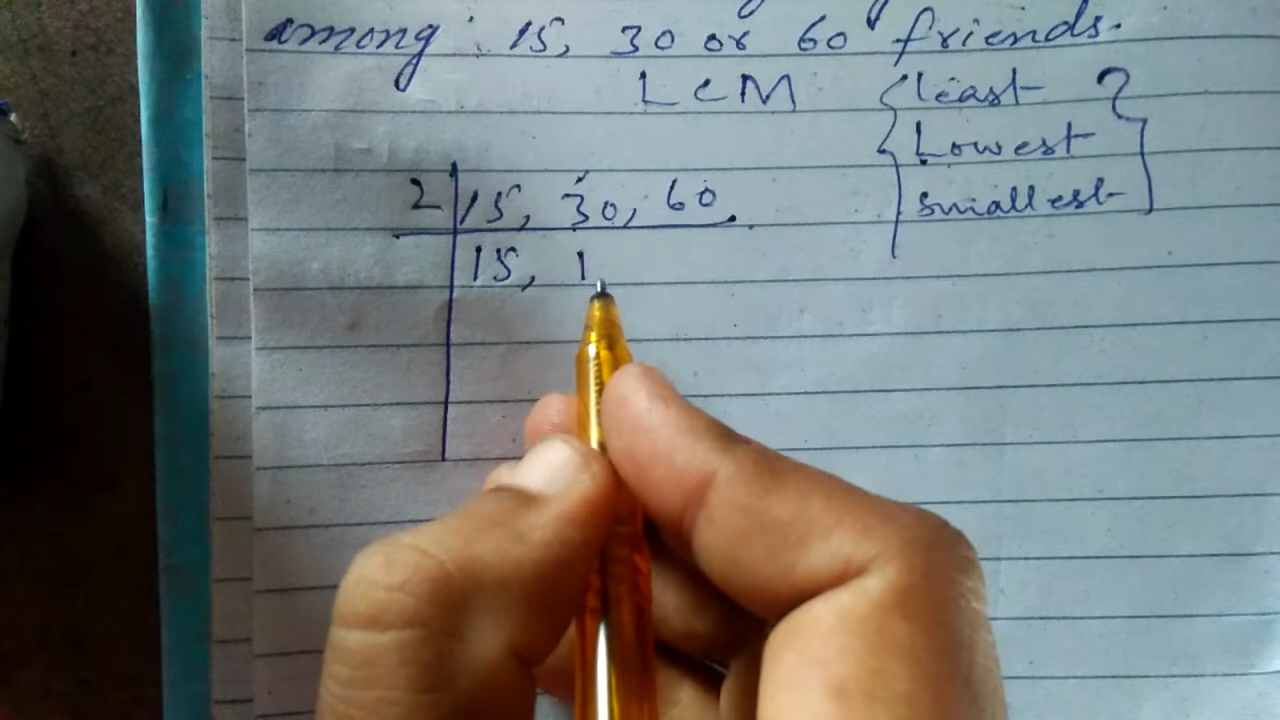 among 15, 30 or 60 friends.
LCM { least }
Lowest
smallest
2 | 15, 30, 60
15, 1